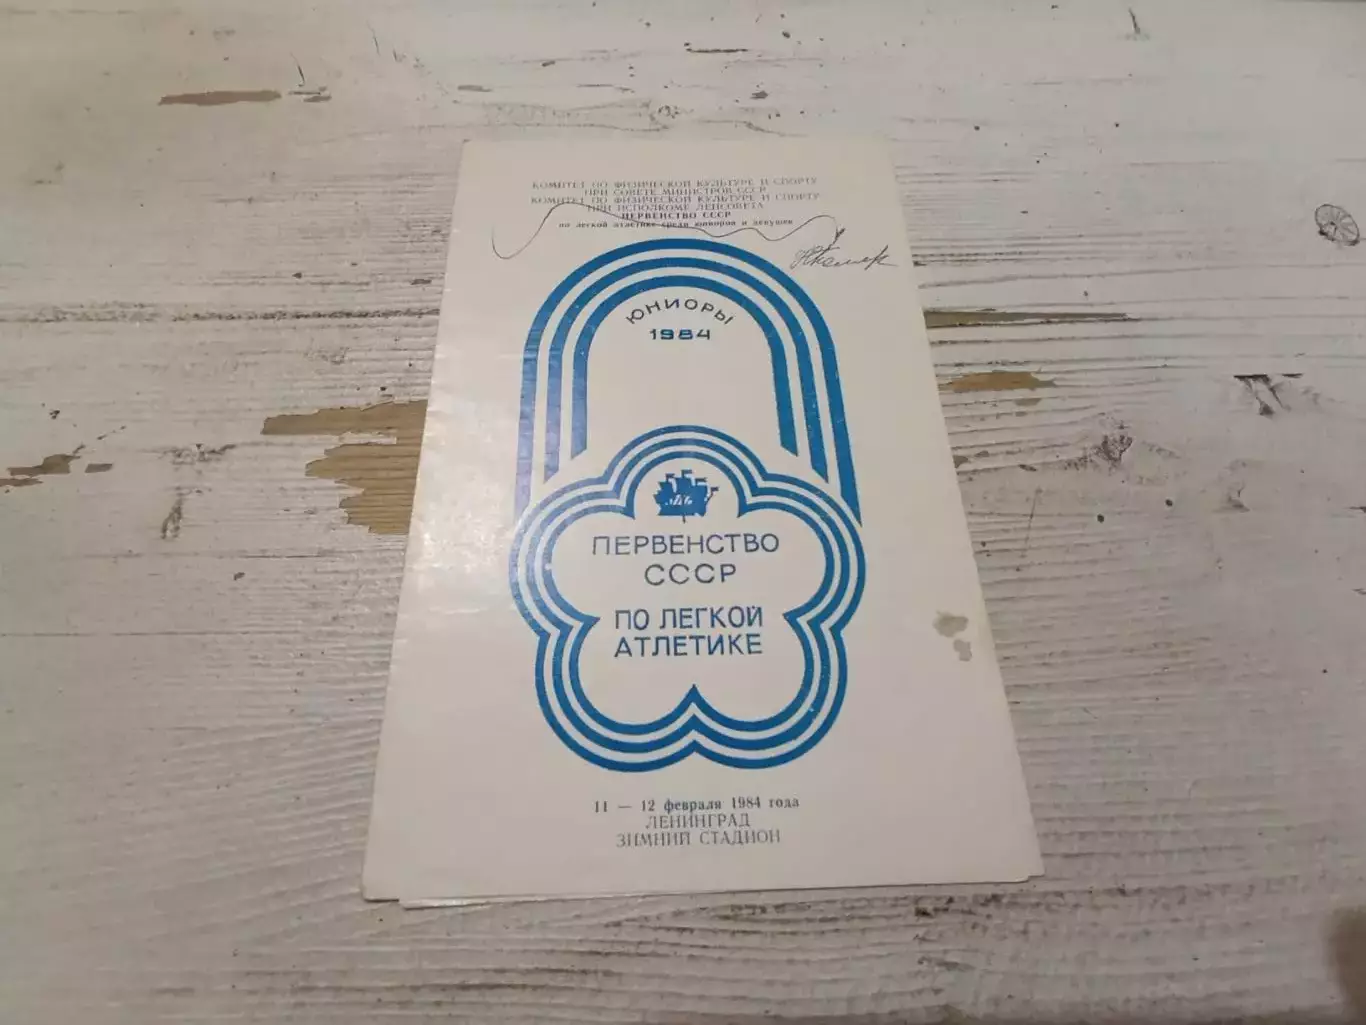 КОМИТЕТ ПО ФИЗИЧЕСКОЙ КУЛЬТУРЕ И СПОРТУ
ПРИ СОВЕТЕ МИНИСТРОВ СССР
КОМИТЕТ ПО ФИЗИЧЕСКОЙ КУЛЬТУРЕ И СПОРТУ
ПРИ ИСПОЛКОМЕ ЛЕНСОВЕТА
ПЕРВЕНСТВО СССР
по легкой атлетике среди юниоров и девушек
ЮНИОРЫ
1984
ПЕРВЕНСТВО
СССР
ПО ЛЕГКОЙ
АТЛЕТИКЕ
11 — 12 февраля 1984 года
ЛЕНИНГРАД
ЗИМНИЙ СТАДИОН